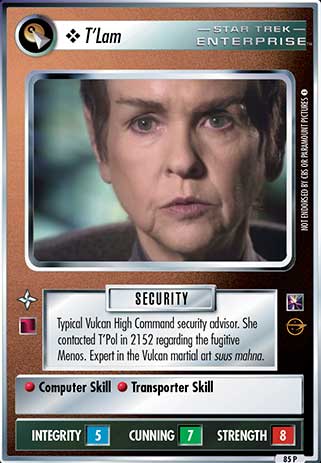 ❖ T'Lam
STAR TREK
ENTERPRISE™
NOT ENDORSED BY CBS OR PARAMOUNT PICTURES
SECURITY
Typical Vulcan High Command security advisor. She
contacted T'Pol in 2152 regarding the fugitive
Menos. Expert in the Vulcan martial art suus mahna.
Computer Skill Transporter Skill
INTEGRITY 5 CUNNING 7 STRENGTH 8
85 P